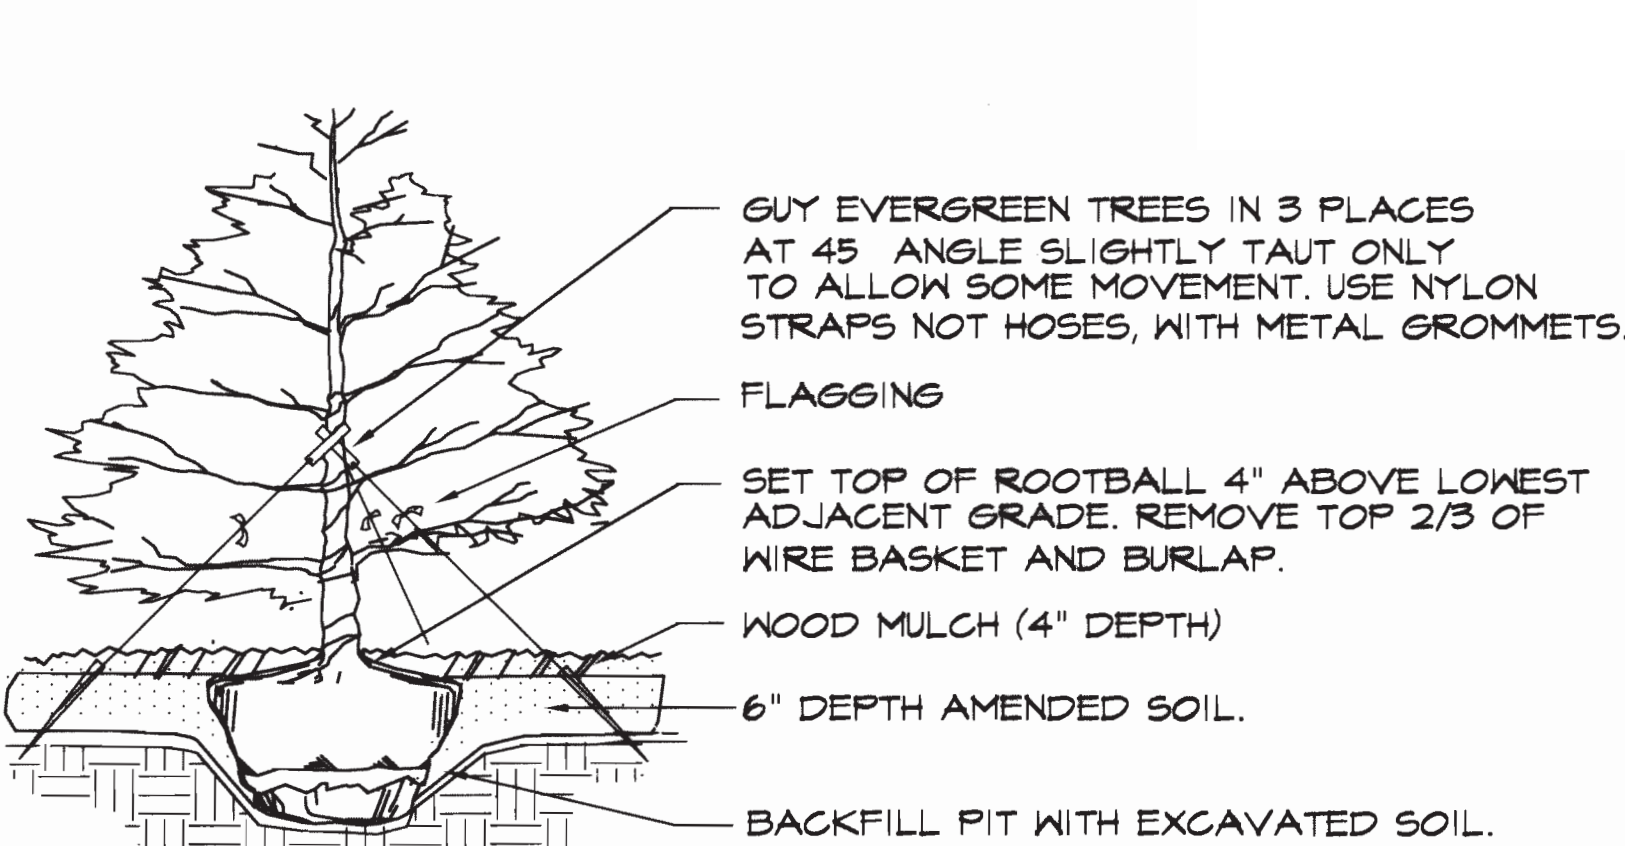 GUY EVERGREEN TREES IN 3 PLACES
AT 45 ANGLE SLIGHTLY TAUT ONLY
TO ALLOW SOME MOVEMENT. USE NYLON
STRAPS NOT HOSES, WITH METAL GROMMETS.
FLAGGING
SET TOP OF ROOTBALL 4" ABOVE LOWEST
ADJACENT GRADE. REMOVE TOP 2/3 OF
WIRE BASKET AND BURLAP.
WOOD MULCH (4" DEPTH)
6" DEPTH AMENDED SOIL.
BACKFILL PIT WITH EXCAVATED SOIL.